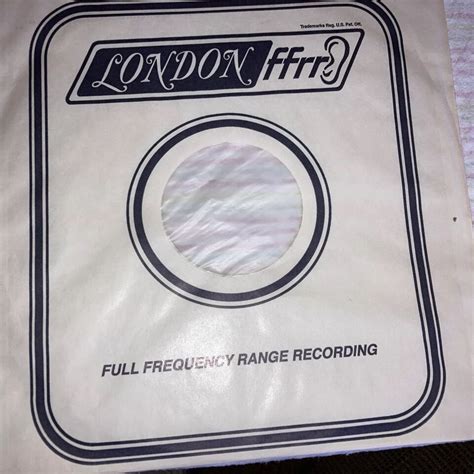 Trademarks Reg. U.S. Pat. Off.
LONDON ffrr
FULL FREQUENCY RANGE RECORDING